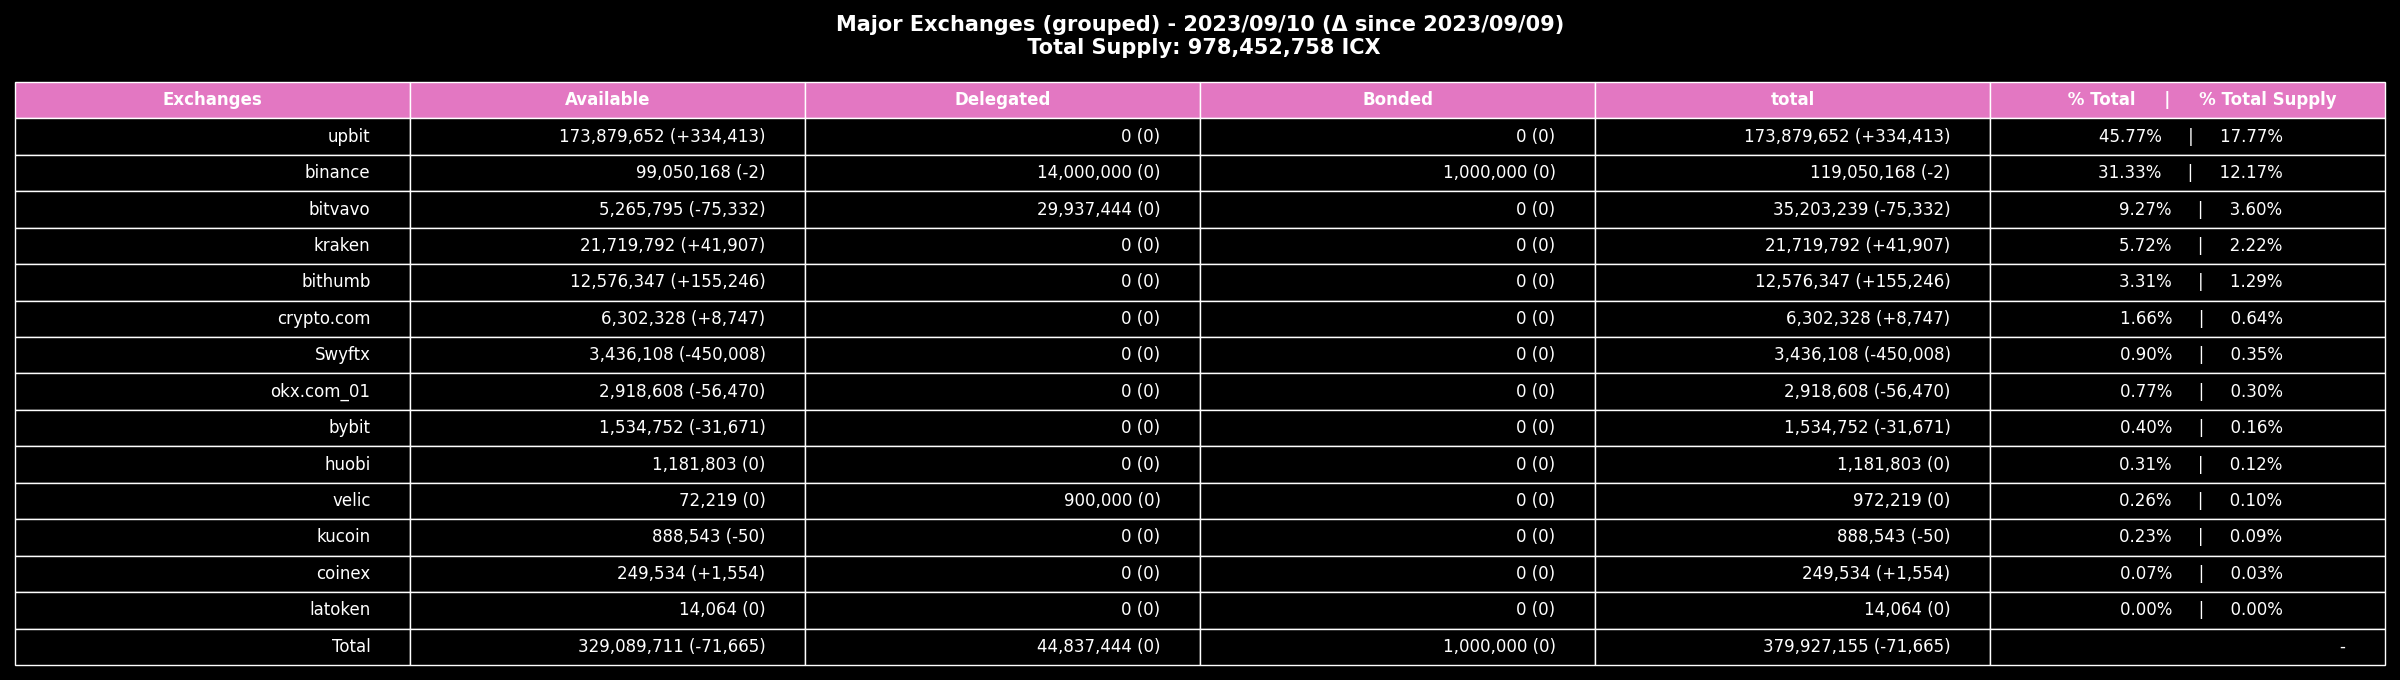 Major Exchanges (grouped) - 2023/09/10 (Δ since 2023/09/09)
Total Supply: 978,452,758 ICX
Exchanges Available Delegated Bonded total % Total | % Total Supply
upbit 173,879,652 (+334,413) 0 (0) 0 (0) 173,879,652 (+334,413) 45.77% | 17.77%
binance 99,050,168 (-2) 14,000,000 (0) 1,000,000 (0) 119,050,168 (-2) 31.33% | 12.17%
bitvavo 5,265,795 (-75,332) 29,937,444 (0) 0 (0) 35,203,239 (-75,332) 9.27% | 3.60%
kraken 21,719,792 (+41,907) 0 (0) 0 (0) 21,719,792 (+41,907) 5.72% | 2.22%
bithumb 12,576,347 (+155,246) 0 (0) 0 (0) 12,576,347 (+155,246) 3.31% | 1.29%
crypto.com 6,302,328 (+8,747) 0 (0) 0 (0) 6,302,328 (+8,747) 1.66% | 0.64%
Swyftx 3,436,108 (-450,008) 0 (0) 0 (0) 3,436,108 (-450,008) 0.90% | 0.35%
okx.com_01 2,918,608 (-56,470) 0 (0) 0 (0) 2,918,608 (-56,470) 0.77% | 0.30%
bybit 1,534,752 (-31,671) 0 (0) 0 (0) 1,534,752 (-31,671) 0.40% | 0.16%
huobi 1,181,803 (0) 0 (0) 0 (0) 1,181,803 (0) 0.31% | 0.12%
velic 72,219 (0) 900,000 (0) 0 (0) 972,219 (0) 0.26% | 0.10%
kucoin 888,543 (-50) 0 (0) 0 (0) 888,543 (-50) 0.23% | 0.09%
coinex 249,534 (+1,554) 0 (0) 0 (0) 249,534 (+1,554) 0.07% | 0.03%
latoken 14,064 (0) 0 (0) 0 (0) 14,064 (0) 0.00% | 0.00%
Total 329,089,711 (-71,665) 44,837,444 (0) 1,000,000 (0) 379,927,155 (-71,665) -